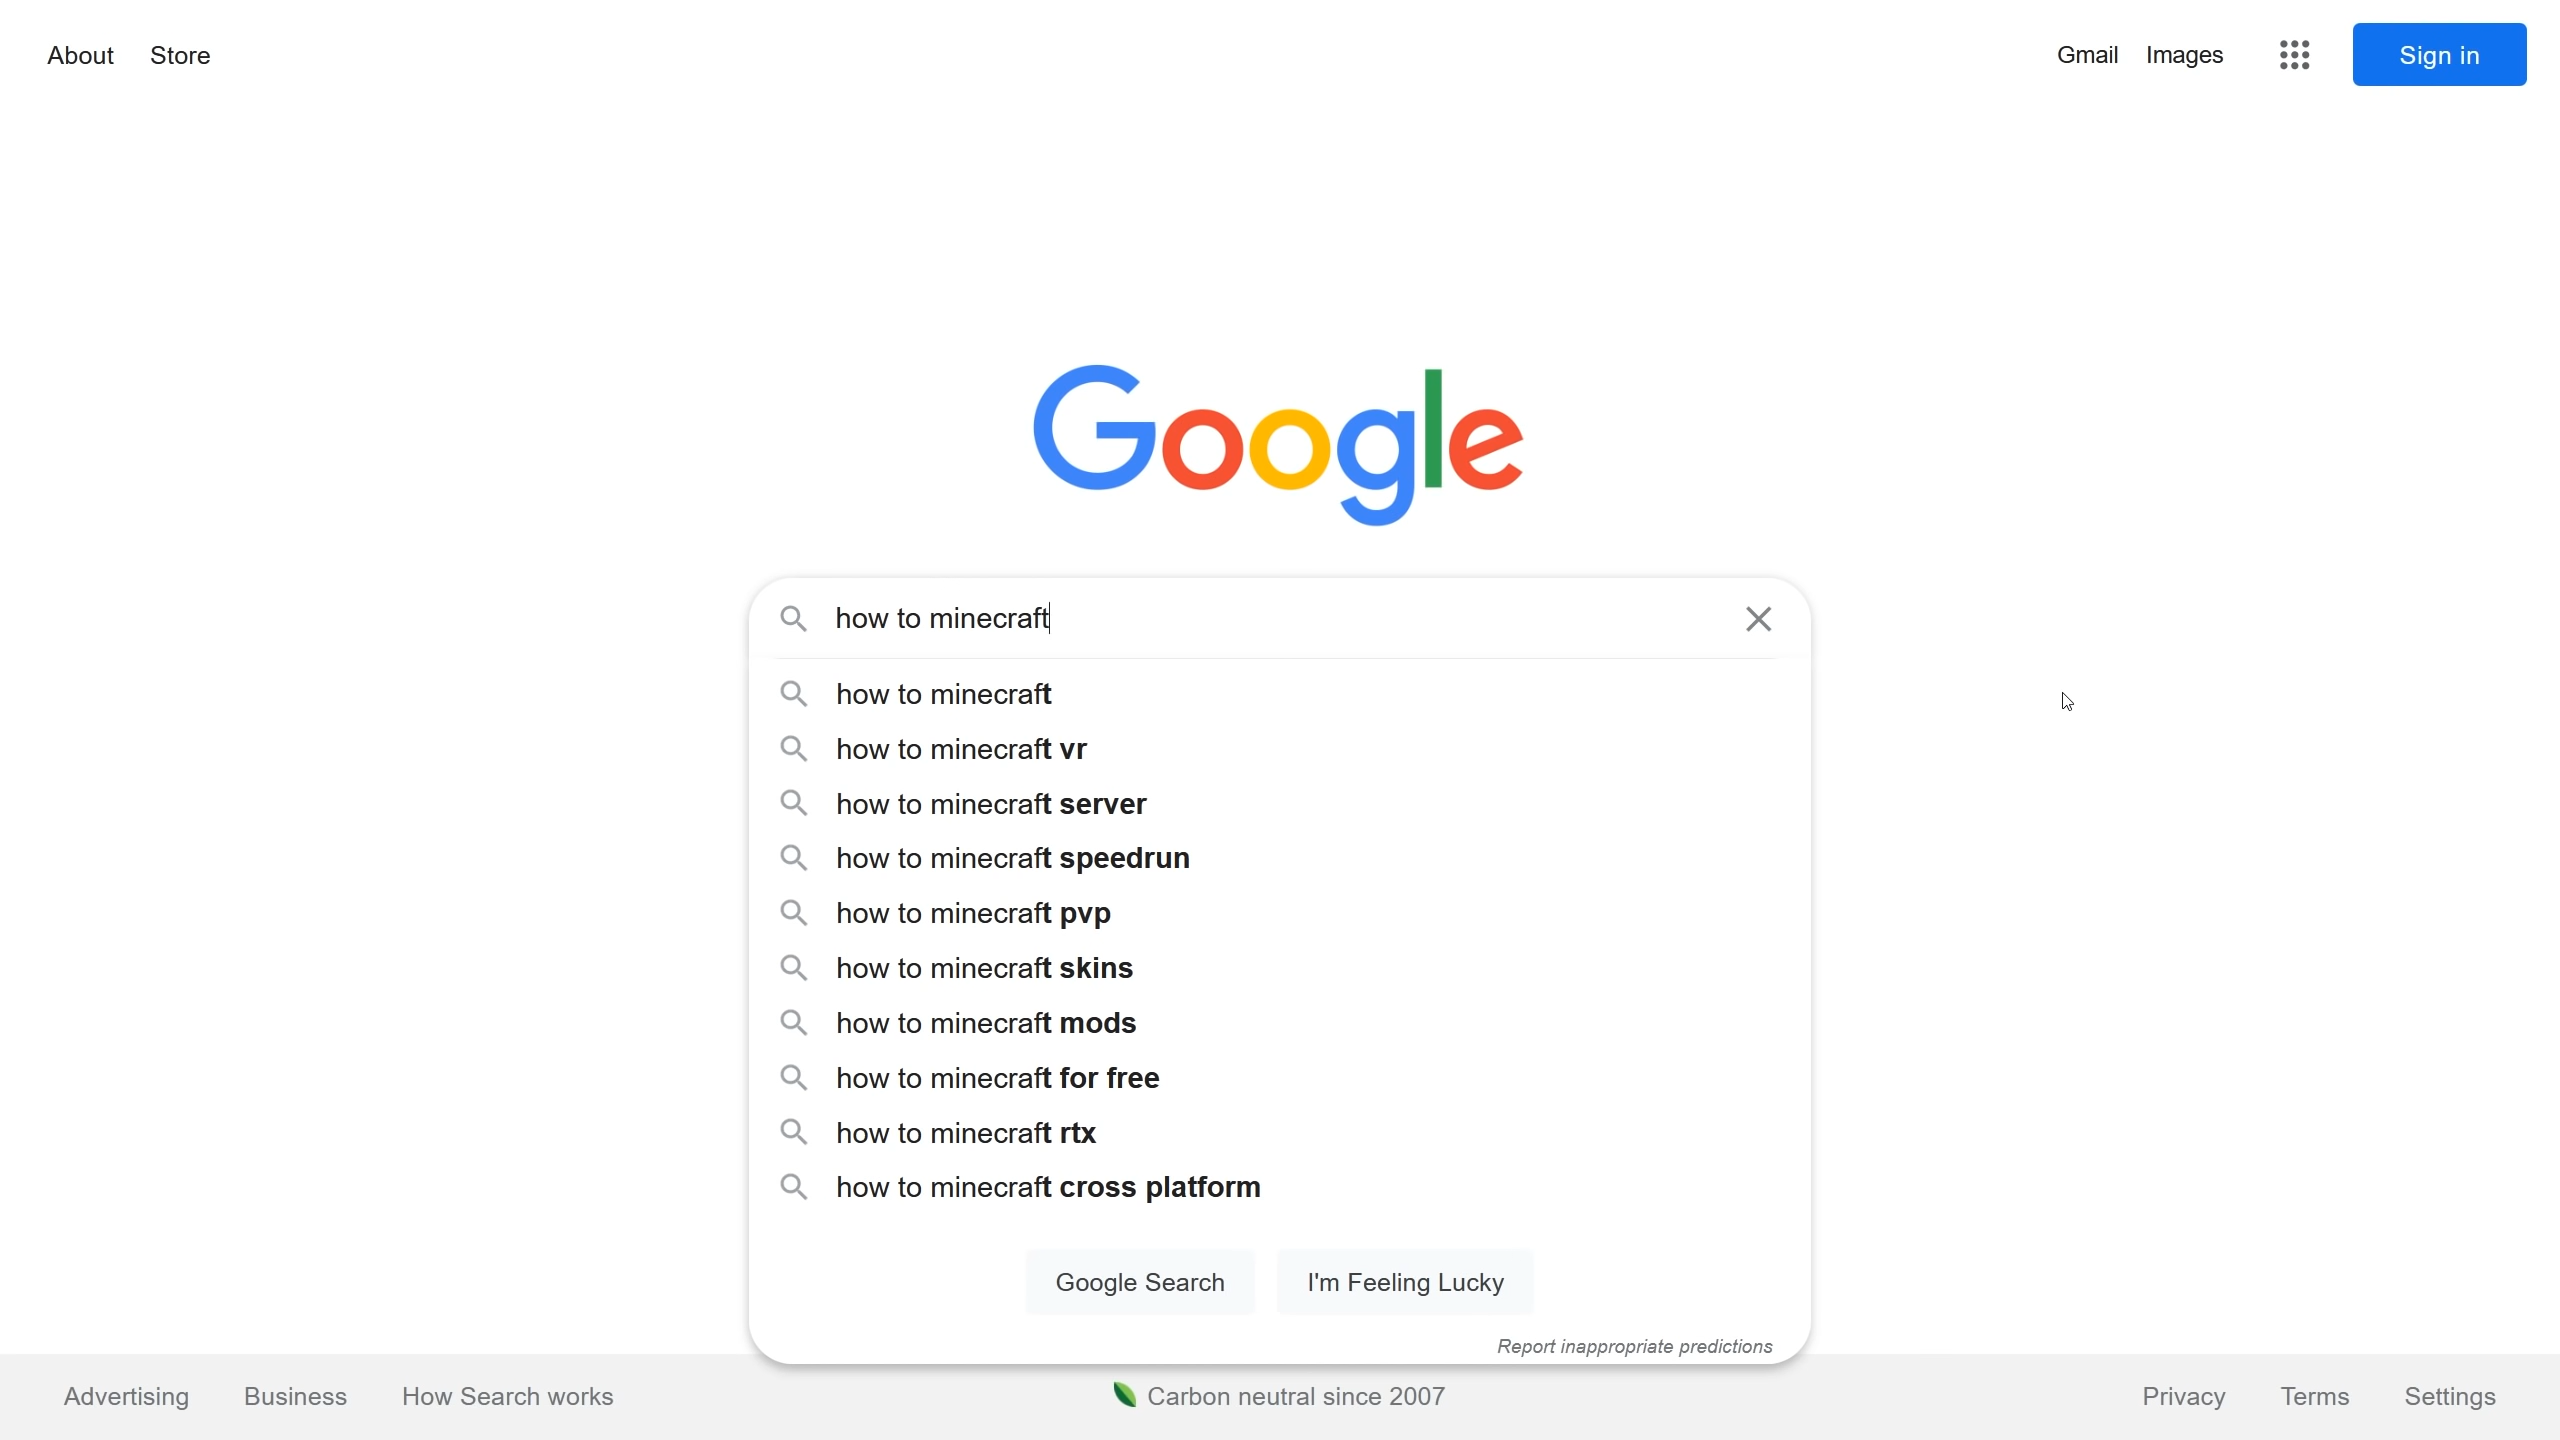 About Store Gmail Images Sign in
Google
how to minecraft
how to minecraft
how to minecraft vr
how to minecraft server
how to minecraft speedrun
how to minecraft pvp
how to minecraft skins
how to minecraft mods
how to minecraft for free
how to minecraft rtx
how to minecraft cross platform
Google Search I'm Feeling Lucky
Report inappropriate predictions
Advertising Business How Search works Carbon neutral since 2007 Privacy Terms Settings